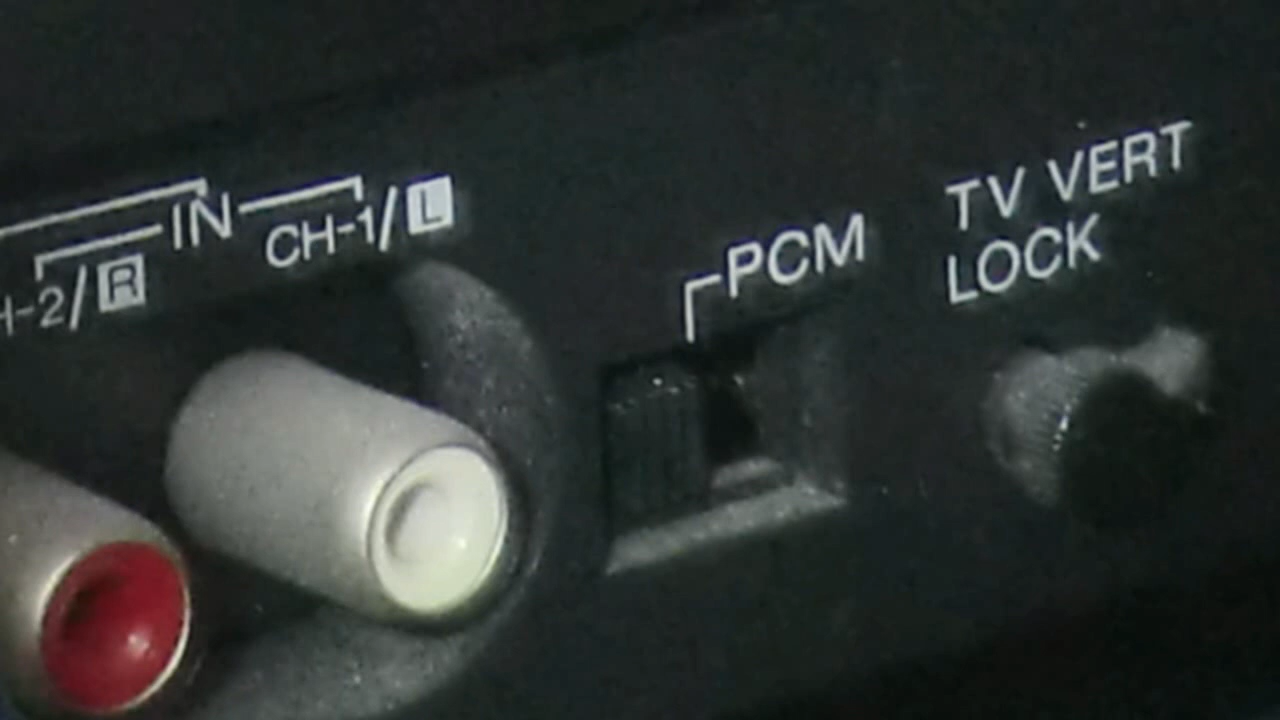 IN
CH-1/L
H-2/R
PCM
TV VERT
LOCK